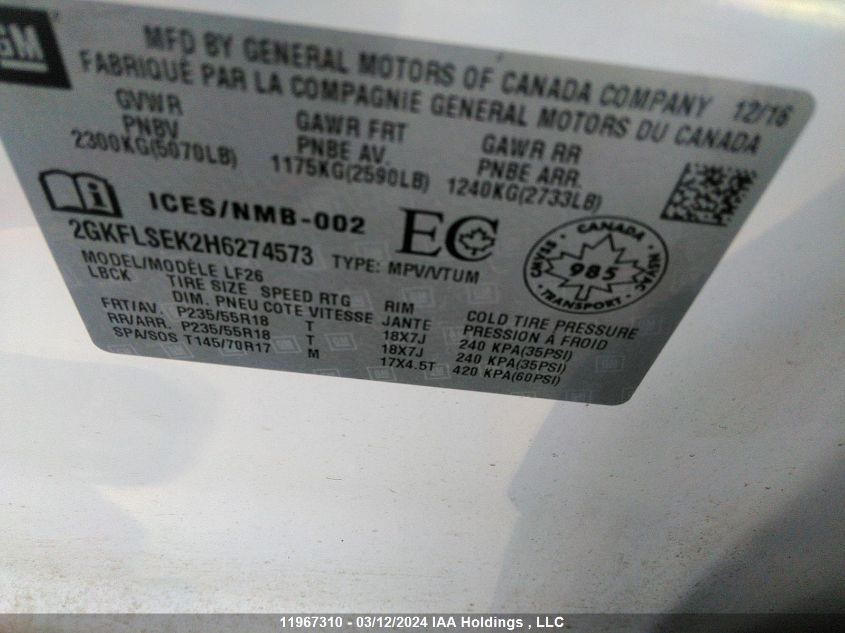 GM
MFD BY GENERAL MOTORS OF CANADA COMPANY 12/16
FABRIQUÉ PAR LA COMPAGNIE GENERAL MOTORS DU CANADA
GVWR GAWR FRT GAWR RR
PNBV PNBE AV. PNBE ARR.
2300KG(5070LB) 1175KG(2590LB) 1240KG(2733LB)
ICES/NMB-002 EC
2GKFLSEK2H6274573 TYPE: MPV/VTUM
CANADA
985
TRANSPORT
MODEL/MODÈLE LF26
LBCK
TIRE SIZE SPEED RTG RIM COLD TIRE PRESSURE
DIM. PNEU COTE VITESSE JANTE PRESSION À FROID
FRT/AV. P235/55R18 T 18X7J 240 KPA(35PSI)
RR/ARR. P235/55R18 T 18X7J 240 KPA(35PSI)
SPA/SOS T145/70R17 M 17X4.5T 420 KPA(60PSI)
11967310 - 03/12/2024 IAA Holdings , LLC